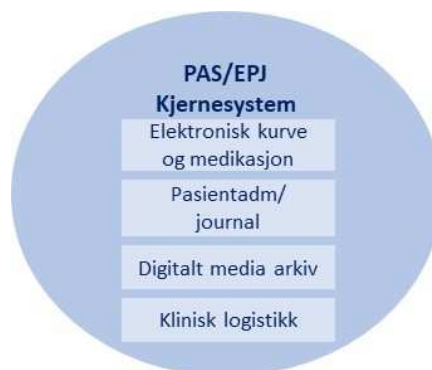 PAS/EPJ
Kjernesystem
Elektronisk kurve
og medikasjon
Pasientadm/
journal
Digitalt media arkiv
Klinisk logistikk